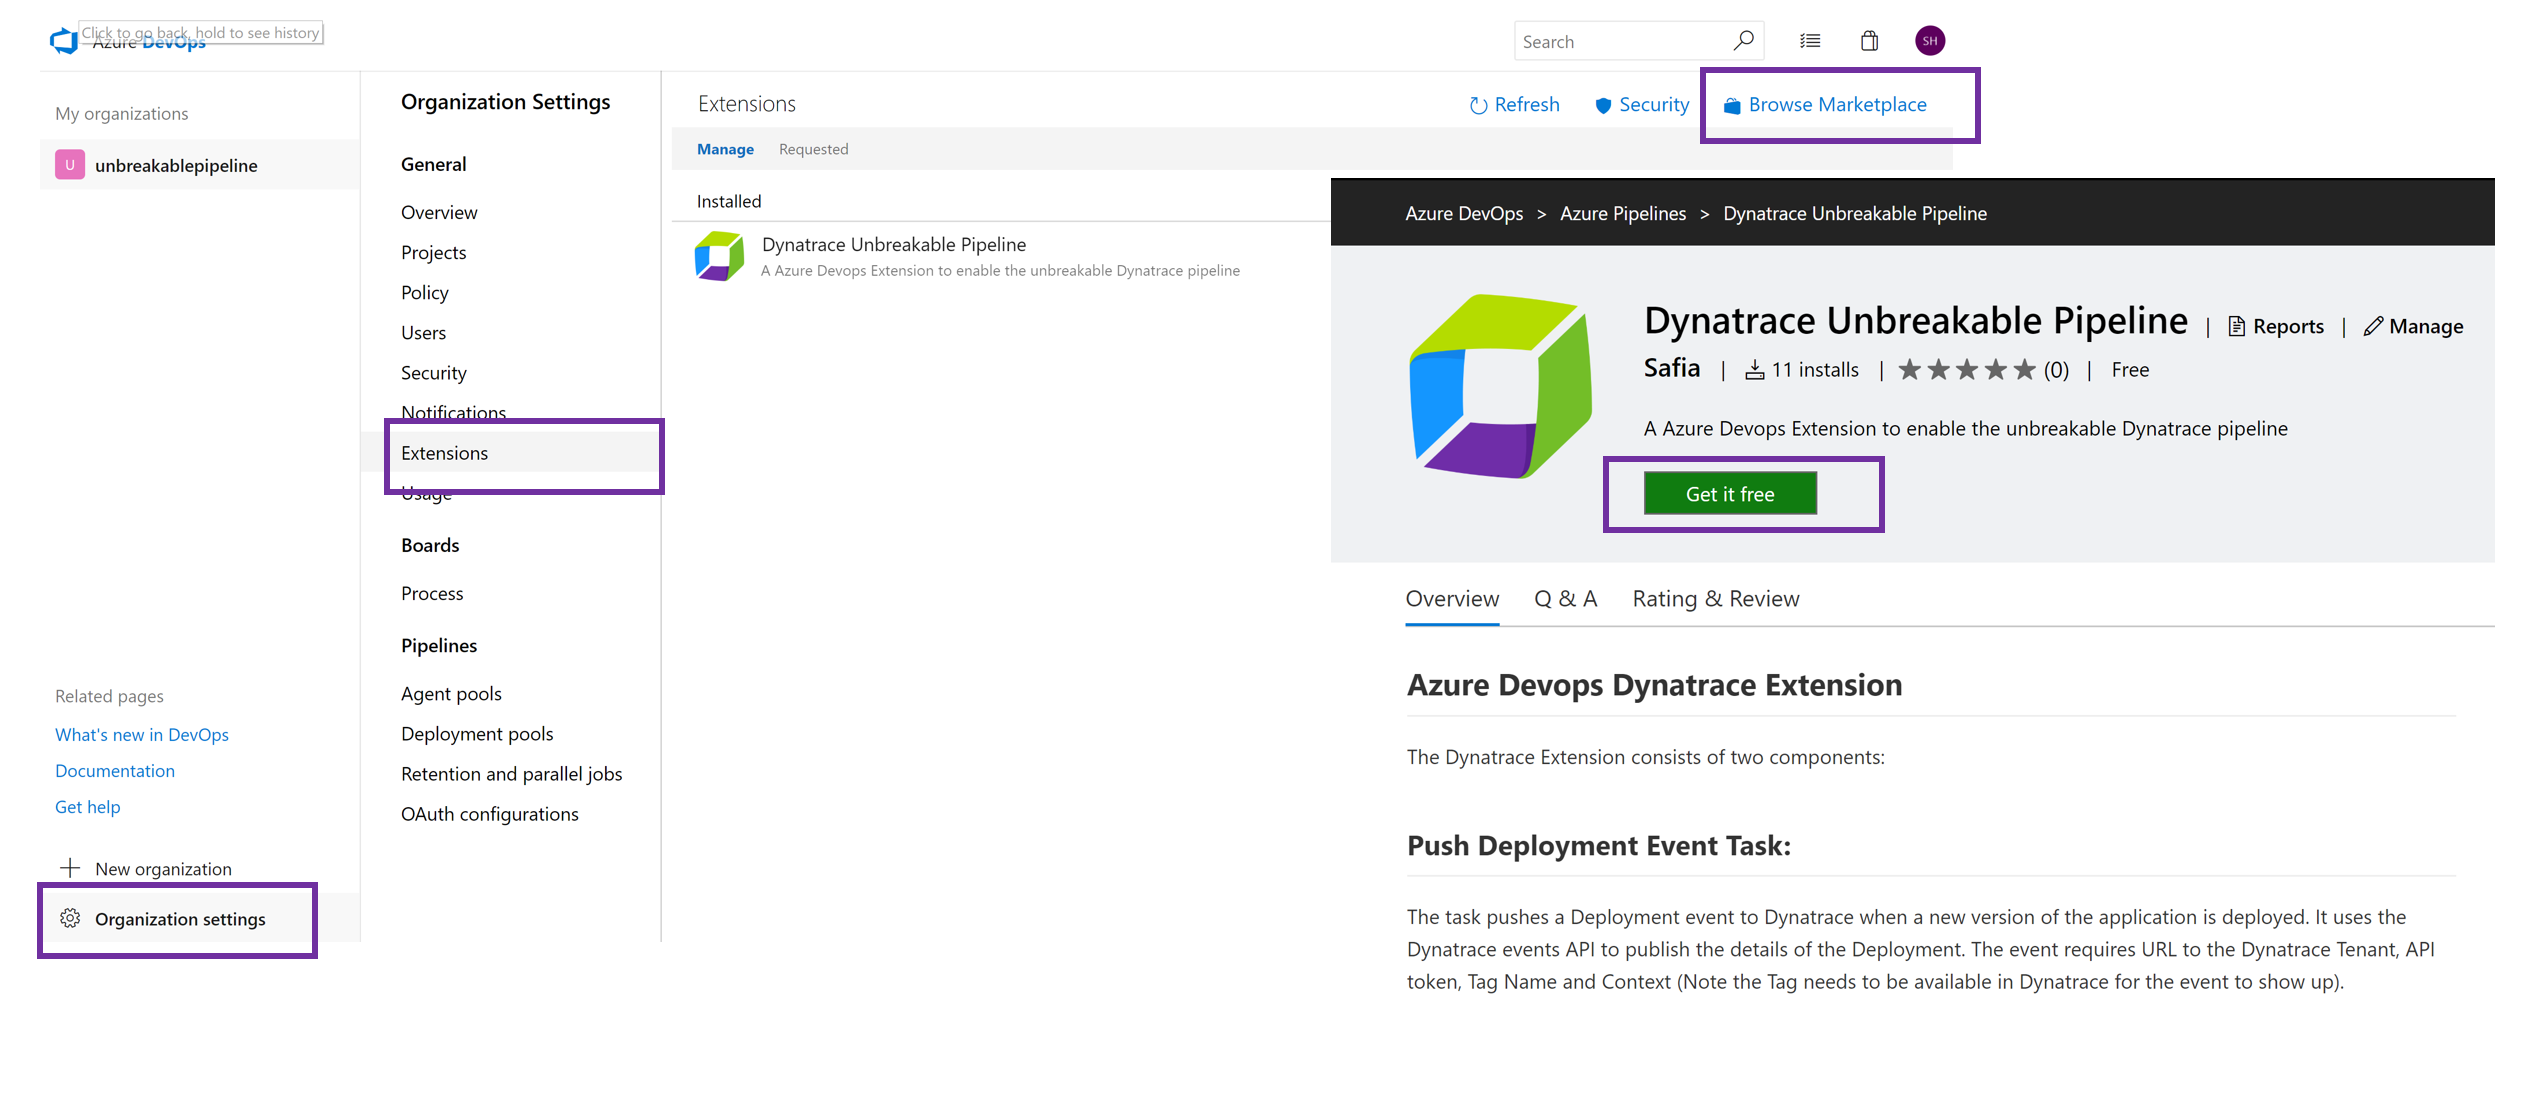 Click to go back, hold to see history
Azure DevOps
Search
SH
My organizations
U
unbreakablepipeline
Related pages
What's new in DevOps
Documentation
Get help
New organization
Organization settings
Organization Settings
General
Overview
Projects
Policy
Users
Security
Notifications
Extensions
Usage
Boards
Process
Pipelines
Agent pools
Deployment pools
Retention and parallel jobs
OAuth configurations
Extensions
Refresh
Security
Browse Marketplace
Manage
Requested
Installed
Dynatrace Unbreakable Pipeline
A Azure Devops Extension to enable the unbreakable Dynatrace pipeline
Azure DevOps > Azure Pipelines > Dynatrace Unbreakable Pipeline
Dynatrace Unbreakable Pipeline | Reports | Manage
Safia | 11 installs | ★★★★★ (0) | Free
A Azure Devops Extension to enable the unbreakable Dynatrace pipeline
Get it free
Overview
Q & A
Rating & Review
Azure Devops Dynatrace Extension
The Dynatrace Extension consists of two components:
Push Deployment Event Task:
The task pushes a Deployment event to Dynatrace when a new version of the application is deployed. It uses the
Dynatrace events API to publish the details of the Deployment. The event requires URL to the Dynatrace Tenant, API
token, Tag Name and Context (Note the Tag needs to be available in Dynatrace for the event to show up).